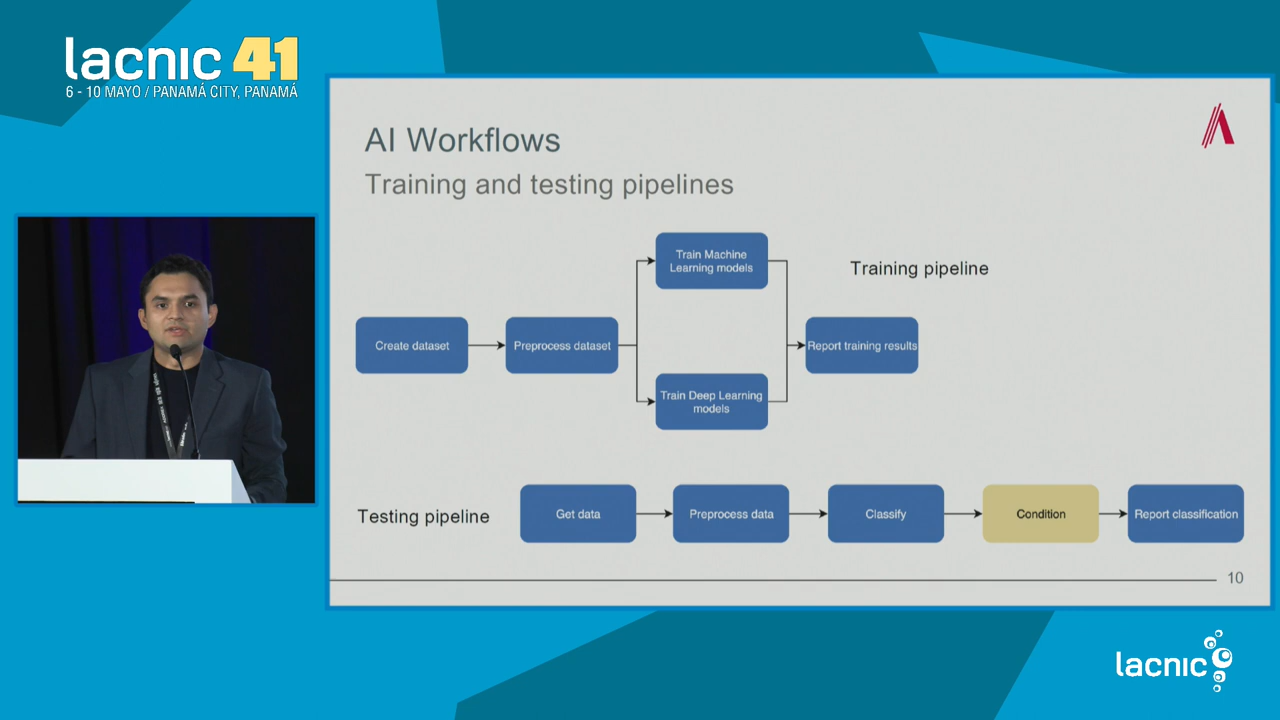 lacnic 41
6 - 10 MAYO / PANAMÁ CITY, PANAMÁ
AI Workflows
Training and testing pipelines
Train Machine
Learning models
Training pipeline
Create dataset
Preprocess dataset
Report training results
Train Deep Learning
models
Testing pipeline
Get data
Preprocess data
Classify
Condition
Report classification
10
lacnic